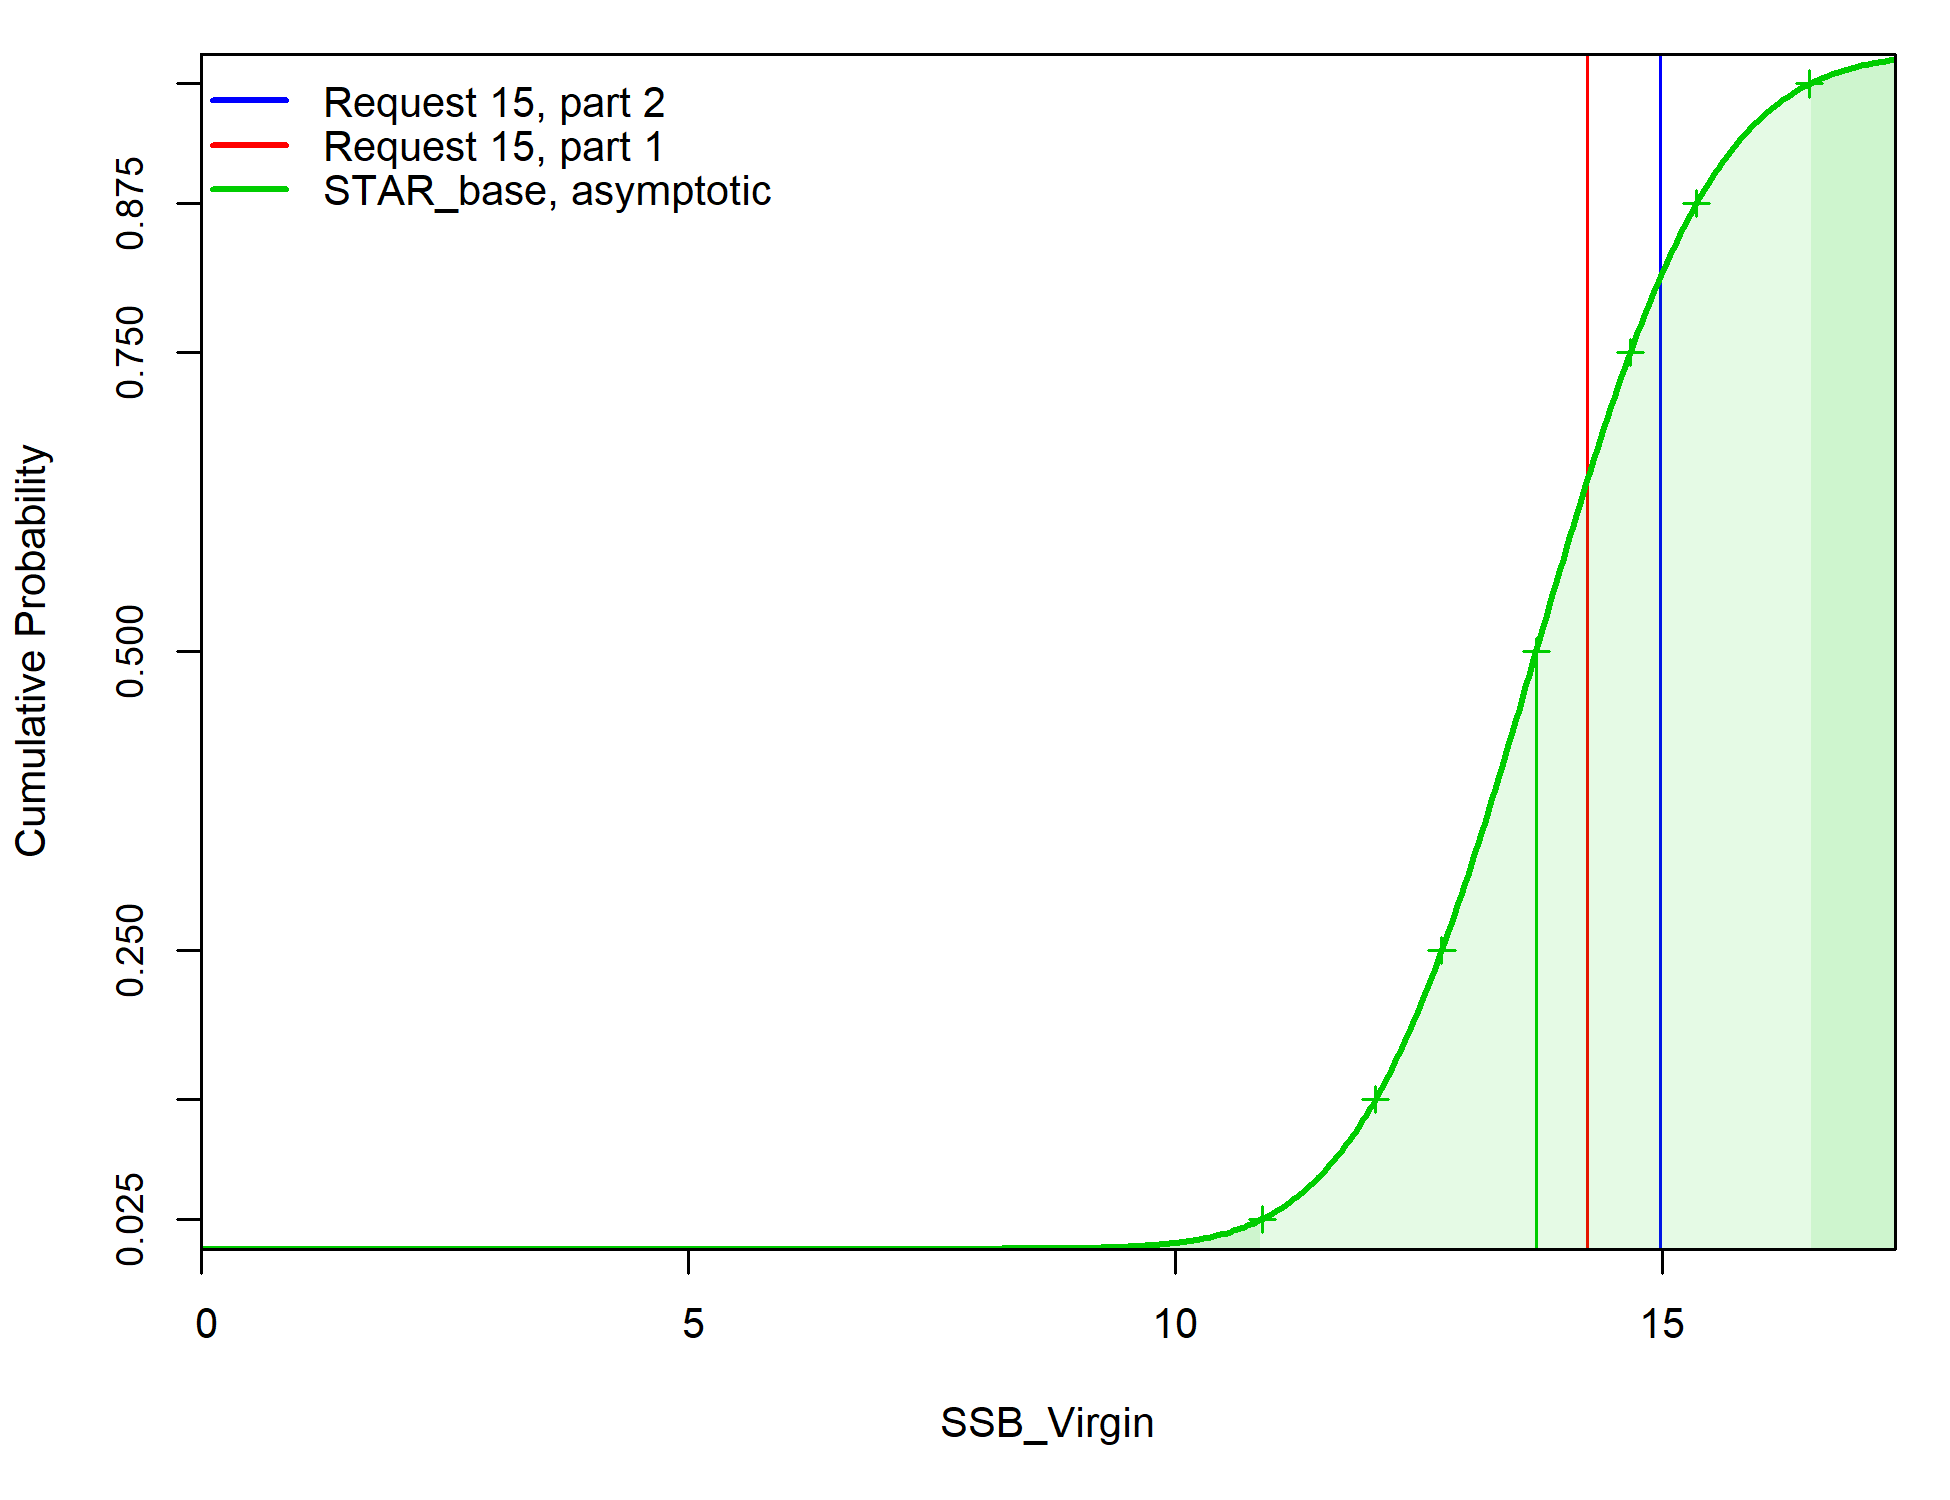 Request 15, part 2
Request 15, part 1
STAR_base, asymptotic
Cumulative Probability
0.875
0.750
0.500
0.250
0.025
0 5 10 15
SSB_Virgin